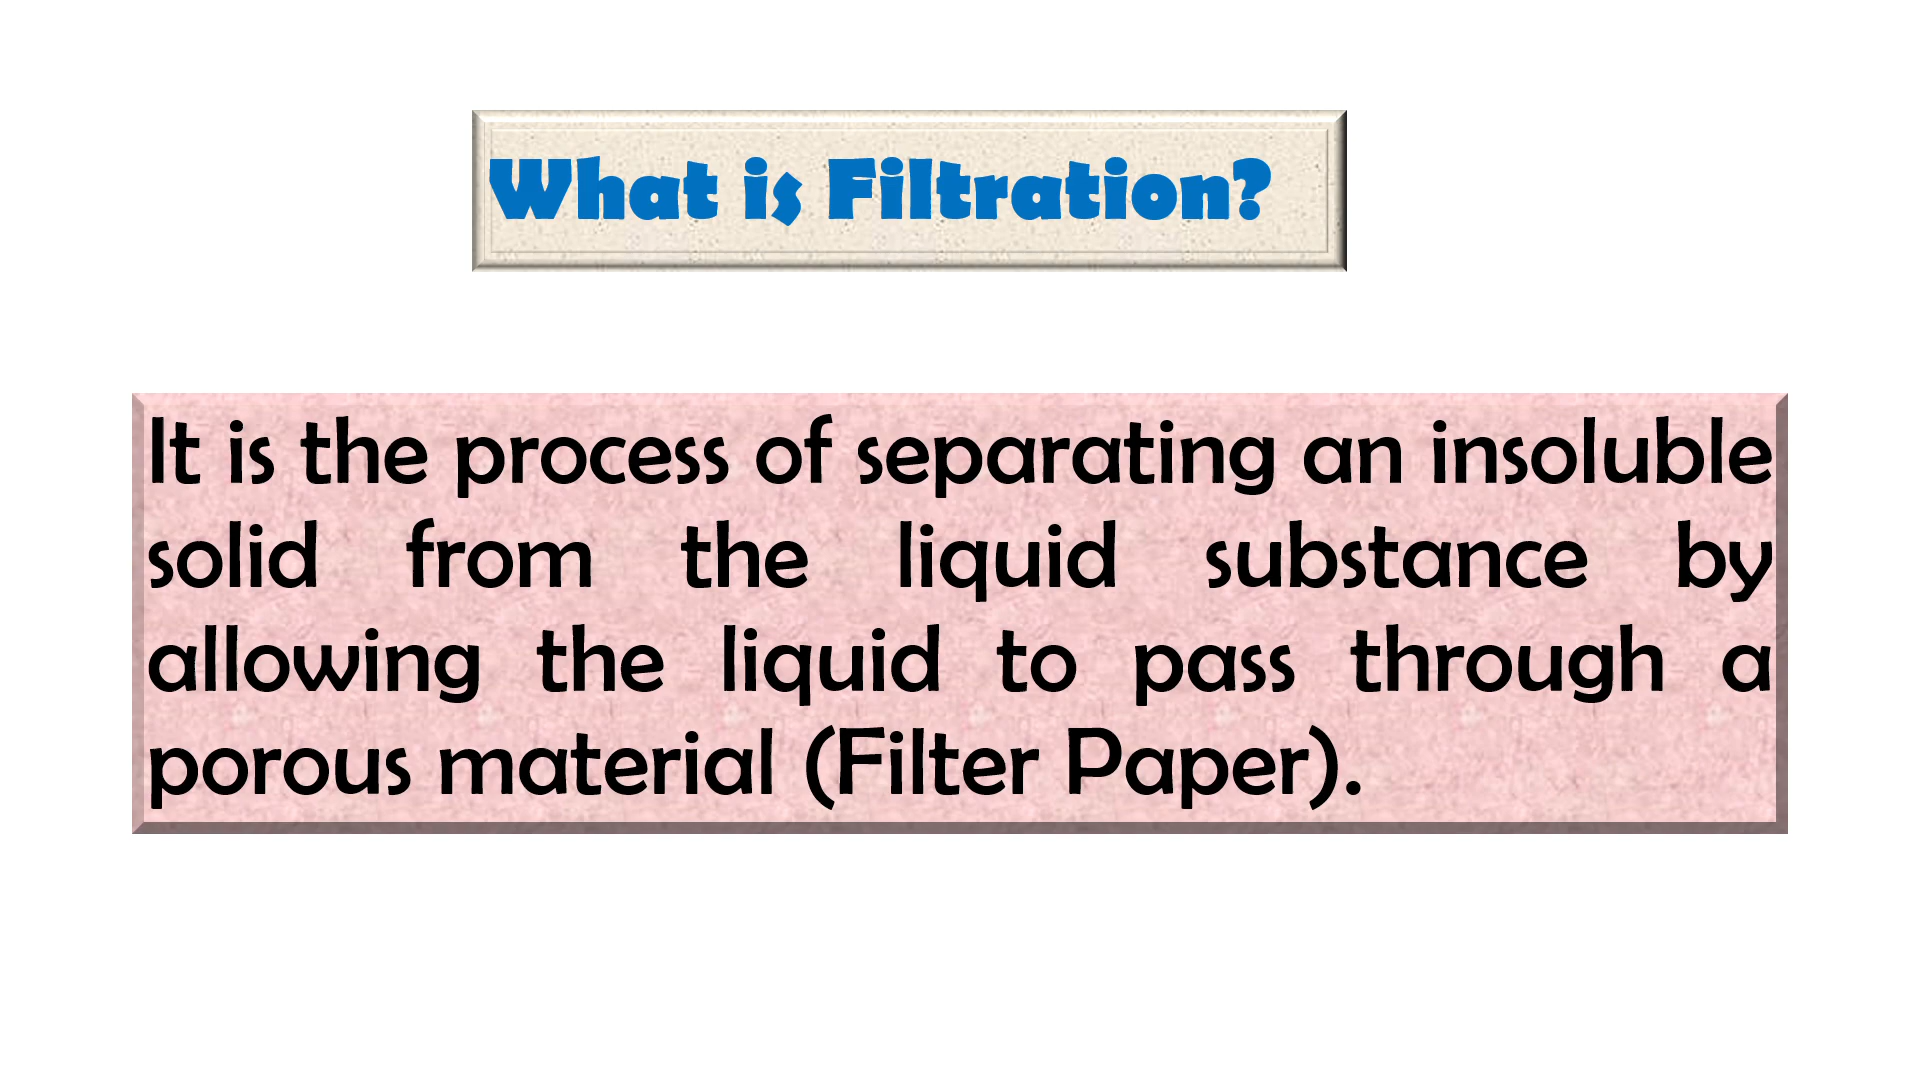 What is Filtration?
It is the process of separating an insoluble
solid from the liquid substance by
allowing the liquid to pass through a
porous material (Filter Paper).